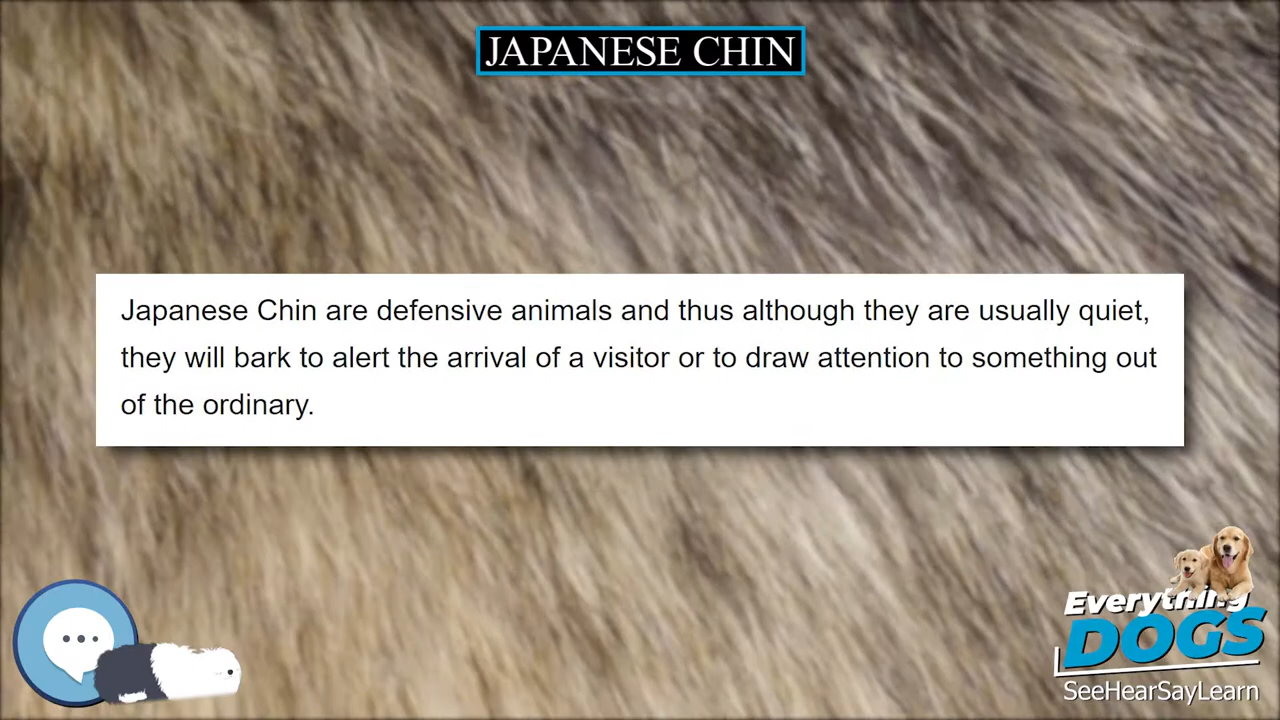 JAPANESE CHIN
Japanese Chin are defensive animals and thus although they are usually quiet,
they will bark to alert the arrival of a visitor or to draw attention to something out
of the ordinary.
Everything
DOGS
SeeHearSayLearn